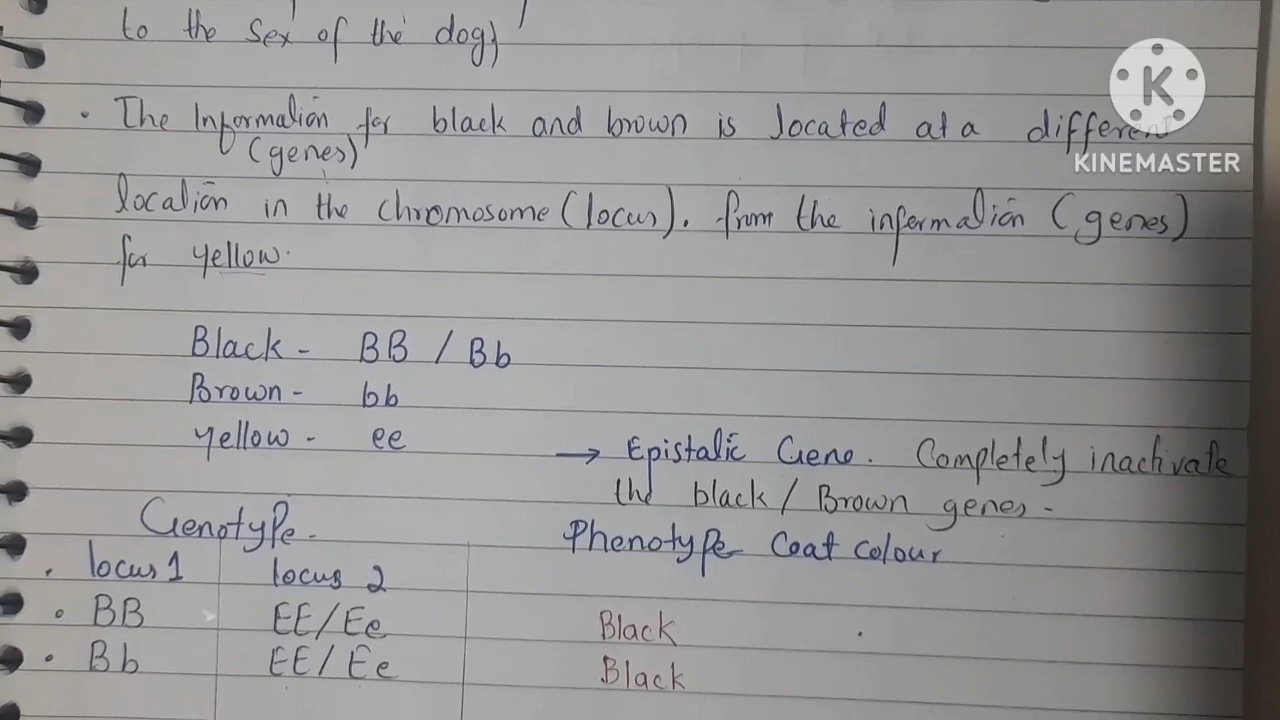 to the sex of the dog}
• The Information for black and brown is located at a different
(genes)
location in the chromosome (locus). from the information (genes)
for yellow.
Black - BB / Bb
Brown - bb
yellow - ee
→ Epistatic Gene. Completely inactivate
the black / Brown genes.
Genotype.
Phenotype Coat colour
• locus 1 locus 2
• BB EE/Ee Black
• Bb EE/Ee Black
K
KINEMASTER